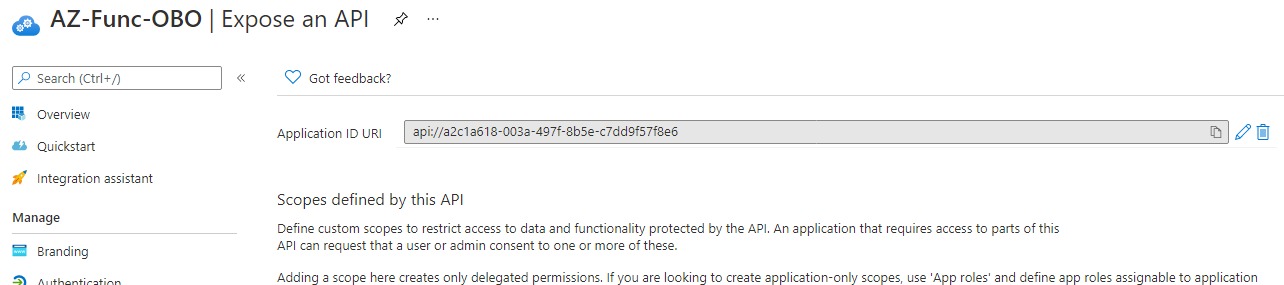 AZ-Func-OBO | Expose an API
Search (Ctrl+/)
Overview
Quickstart
Integration assistant
Manage
Branding
Authentication
Got feedback?
Application ID URI api://a2c1a618-003a-497f-8b5e-c7dd9f57f8e6
Scopes defined by this API
Define custom scopes to restrict access to data and functionality protected by the API. An application that requires access to parts of this
API can request that a user or admin consent to one or more of these.
Adding a scope here creates only delegated permissions. If you are looking to create application-only scopes, use 'App roles' and define app roles assignable to application